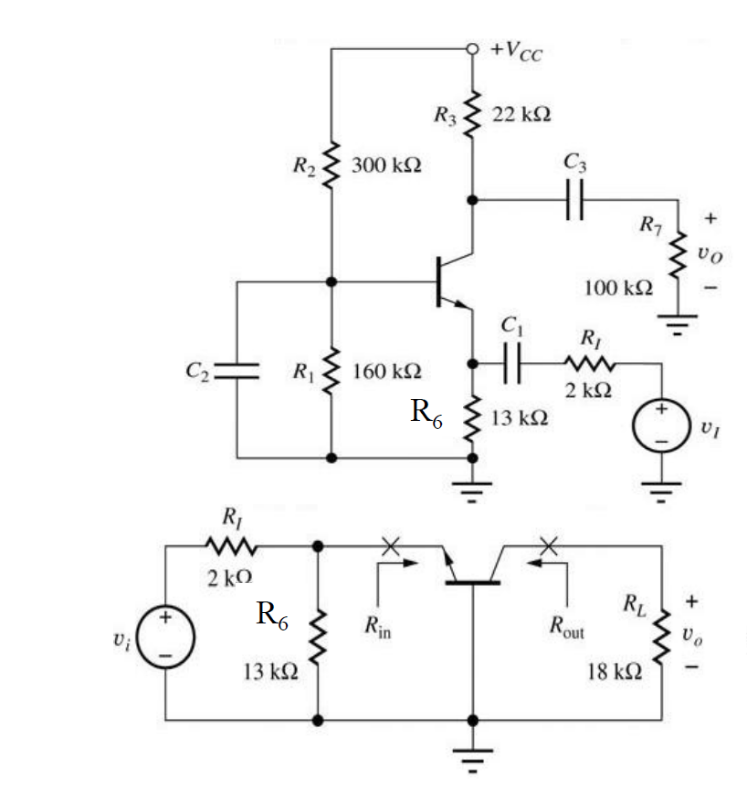 +V_CC
R_3 22 kΩ
R_2 300 kΩ
C_3
R_7
+
v_O
100 kΩ
−
C_1
R_I
C_2
R_1 160 kΩ
2 kΩ
R_6
13 kΩ
+
−
v_I
R_I
2 kΩ
R_6
13 kΩ
+
−
v_i
R_in
R_out
R_L
+
v_o
18 kΩ
−